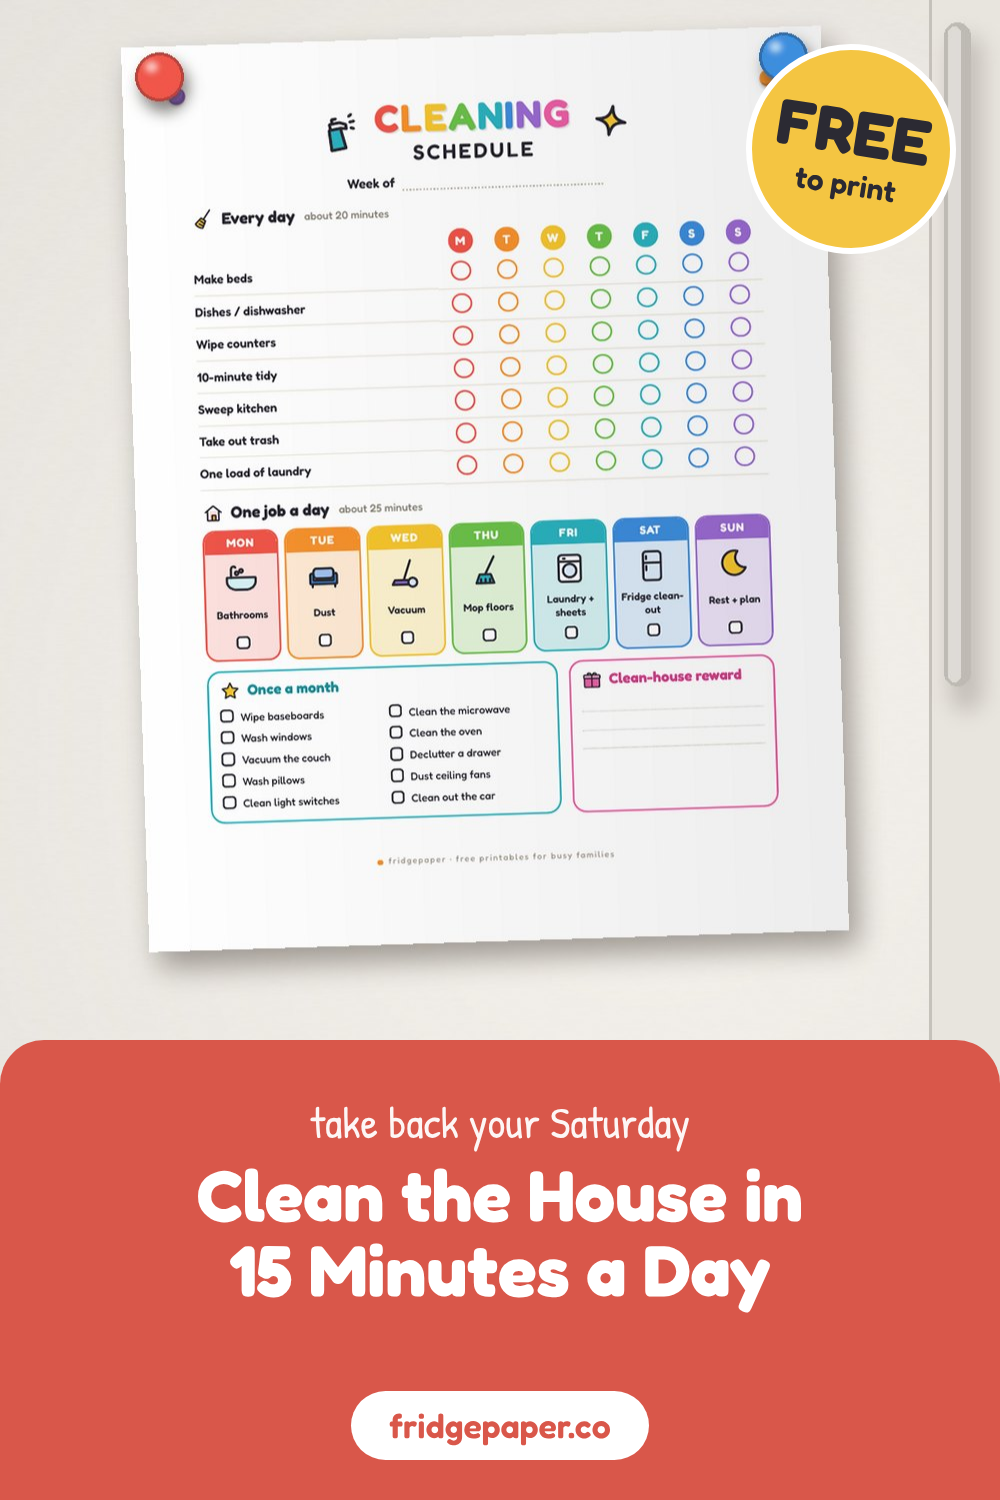 FREE
to print
CLEANING
SCHEDULE
Week of
Every day about 20 minutes
M T W T F S S
Make beds
Dishes / dishwasher
Wipe counters
10-minute tidy
Sweep kitchen
Take out trash
One load of laundry
One job a day about 25 minutes
MON TUE WED THU FRI SAT SUN
Bathrooms
Dust
Vacuum
Mop floors
Laundry +
sheets
Fridge clean-
out
Rest + plan
Once a month
Wipe baseboards
Wash windows
Vacuum the couch
Wash pillows
Clean light switches
Clean the microwave
Clean the oven
Declutter a drawer
Dust ceiling fans
Clean out the car
Clean-house reward
fridgepaper · free printables for busy families
take back your Saturday
Clean the House in
15 Minutes a Day
fridgepaper.co